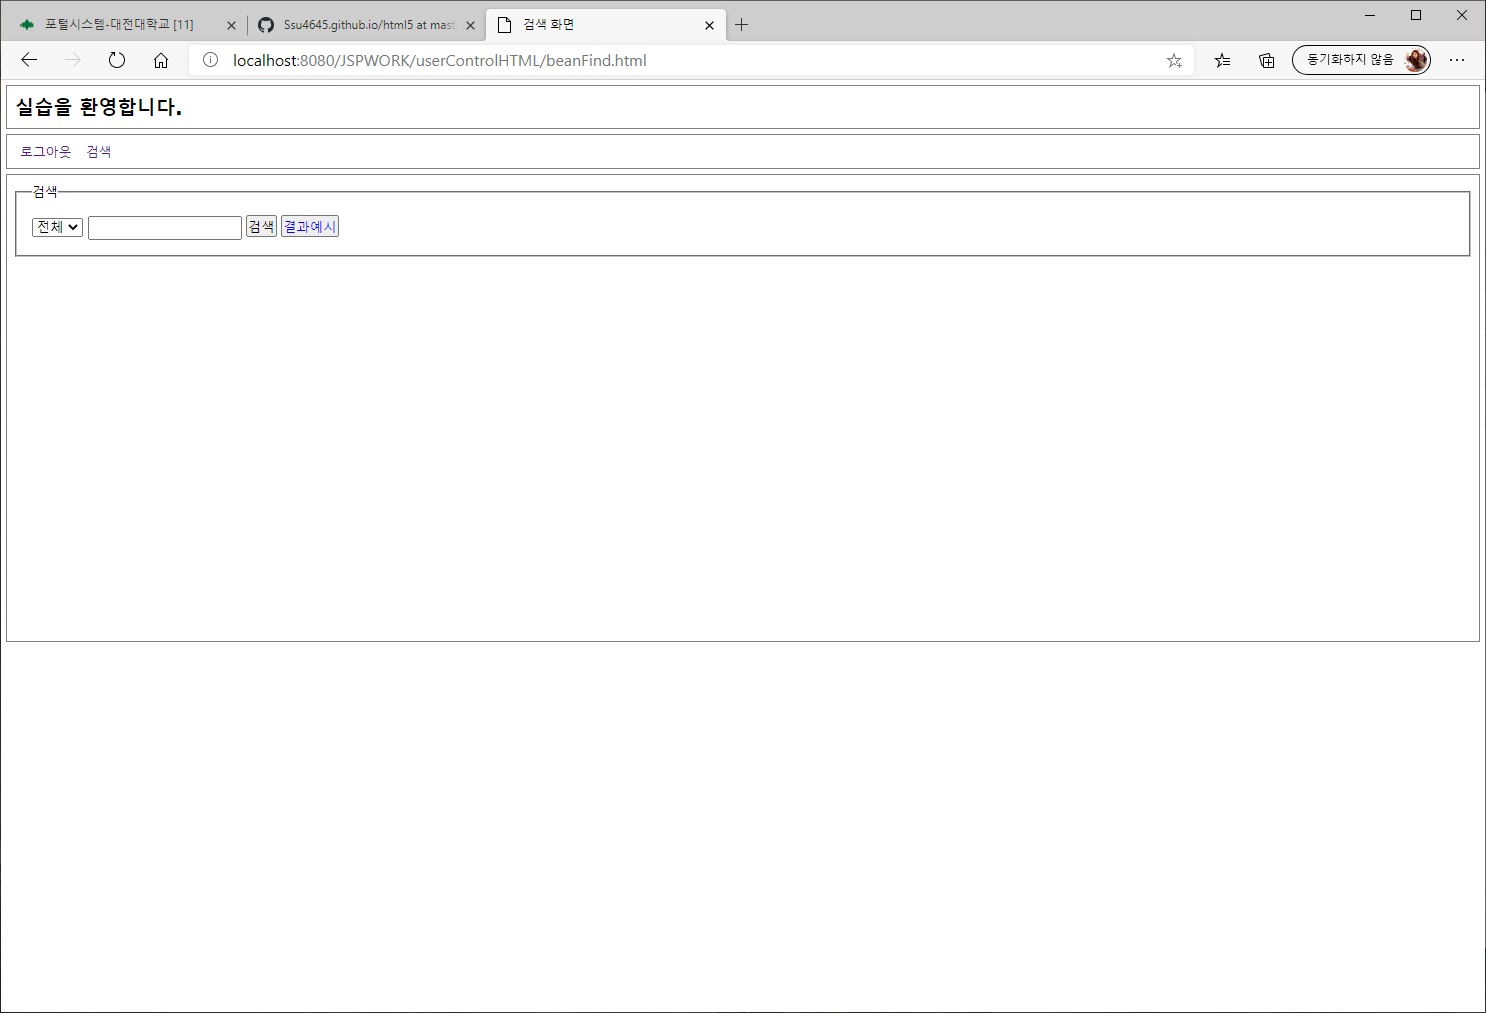 포털시스템-대전대학교 [11]
Ssu4645.github.io/html5 at mast
검색 화면
localhost:8080/JSPWORK/userControlHTML/beanFind.html
동기화하지 않음
실습을 환영합니다.
로그아웃 검색
검색
전체 검색 결과예시